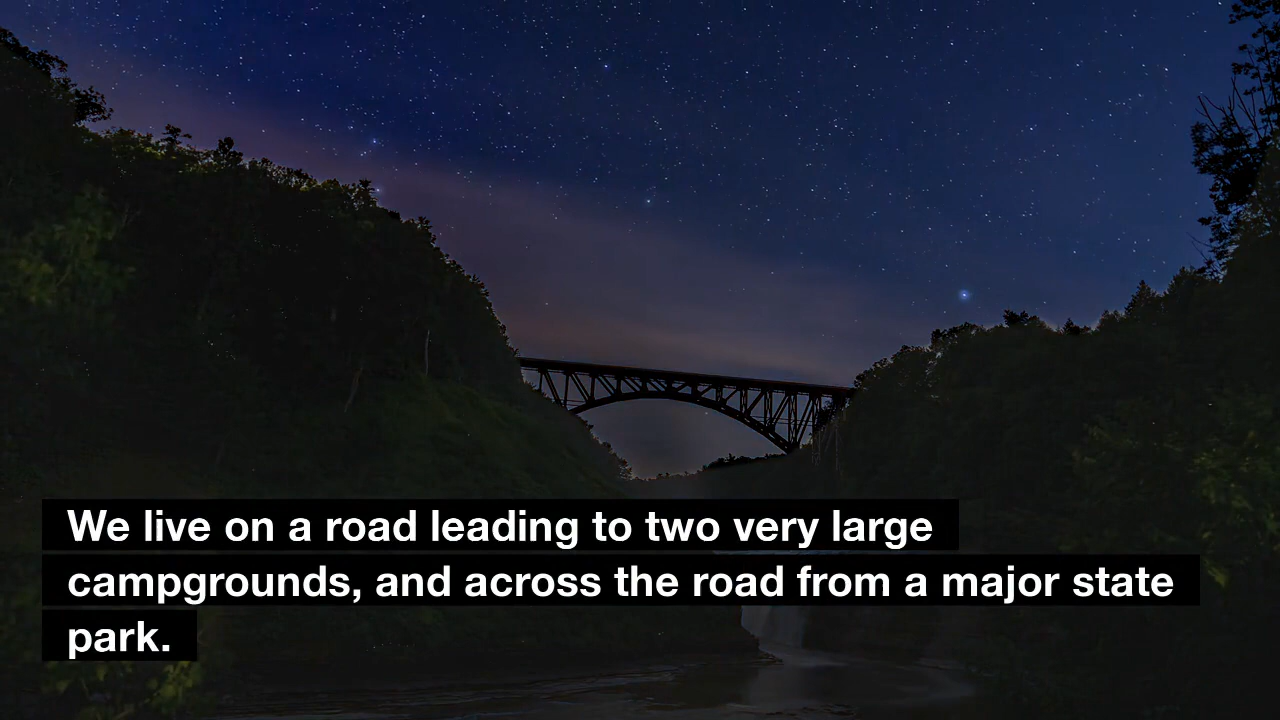 We live on a road leading to two very large
campgrounds, and across the road from a major state
park.